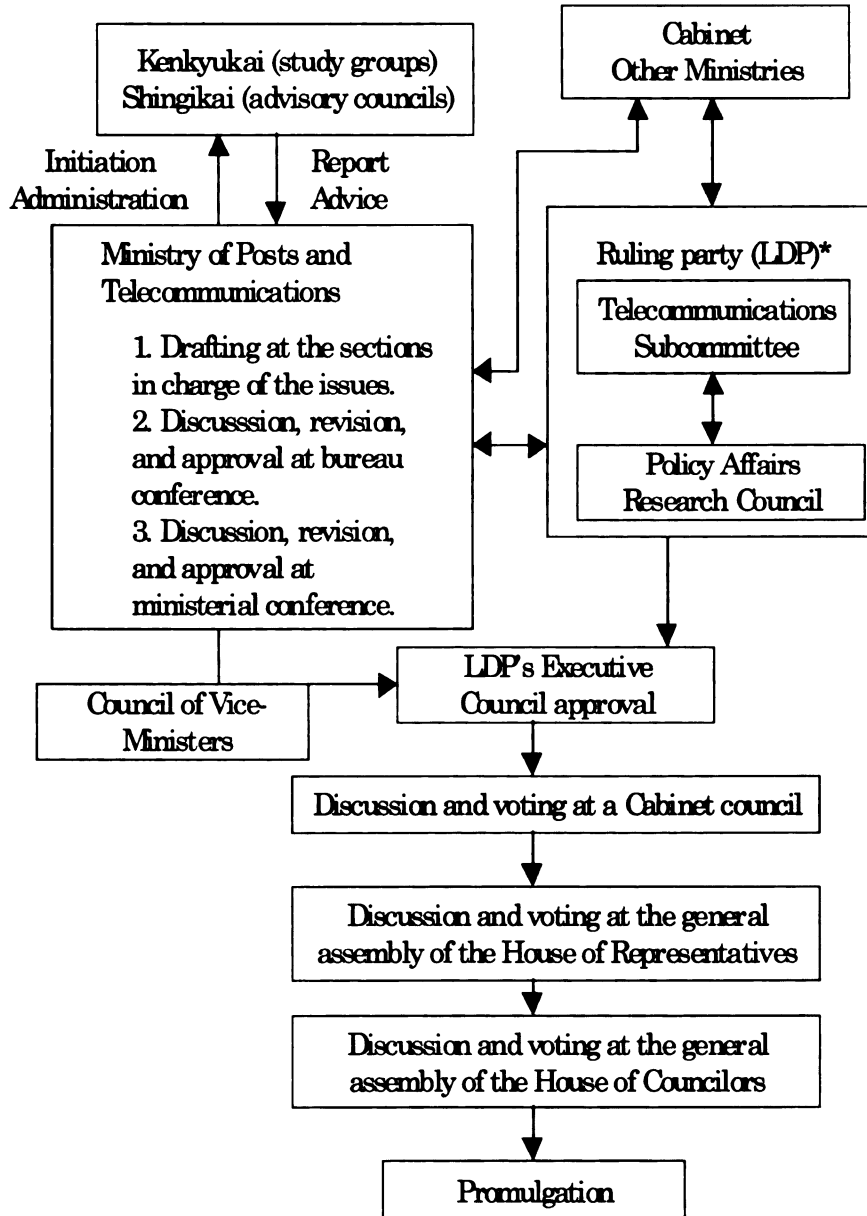 Kenkyukai (study groups)
Shingikai (advisory councils)
Cabinet
Other Ministries
Initiation
Administration
Report
Advice
Ministry of Posts and
Telecommunications
1. Drafting at the sections
in charge of the issues.
2. Discusssion, revision,
and approval at bureau
conference.
3. Discussion, revision,
and approval at
ministerial conference.
Ruling party (LDP)*
Telecommunications
Subcommittee
Policy Affairs
Research Council
Council of Vice-
Ministers
LDP's Executive
Council approval
Discussion and voting at a Cabinet council
Discussion and voting at the general
assembly of the House of Representatives
Discussion and voting at the general
assembly of the House of Councilors
Promulgation